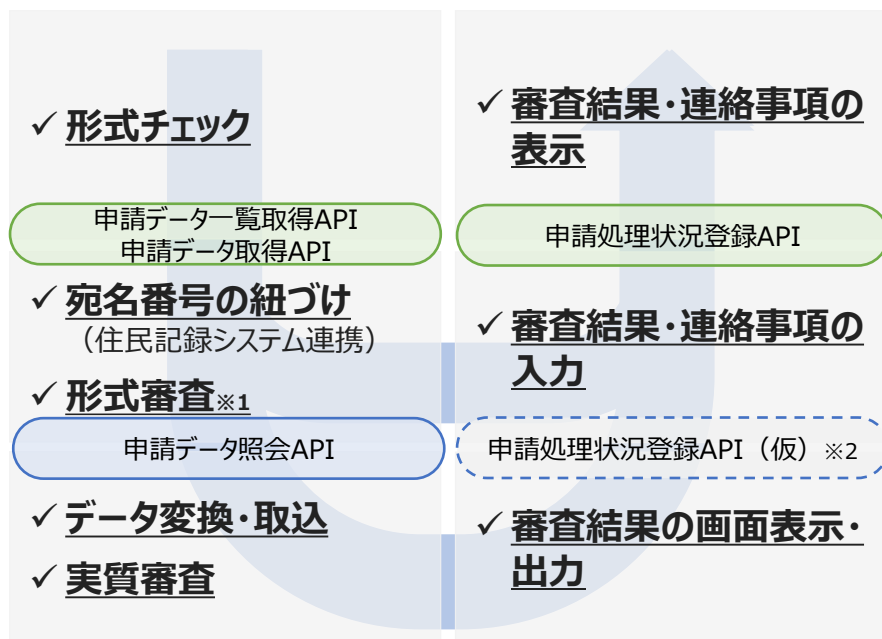 ✓ 形式チェック
申請データ一覧取得API
申請データ取得API
✓ 宛名番号の紐づけ
（住民記録システム連携）
✓ 形式審査※1
申請データ照会API
✓ データ変換・取込
✓ 実質審査
✓ 審査結果・連絡事項の
表示
申請処理状況登録API
✓ 審査結果・連絡事項の
入力
申請処理状況登録API（仮）※2
✓ 審査結果の画面表示・
出力